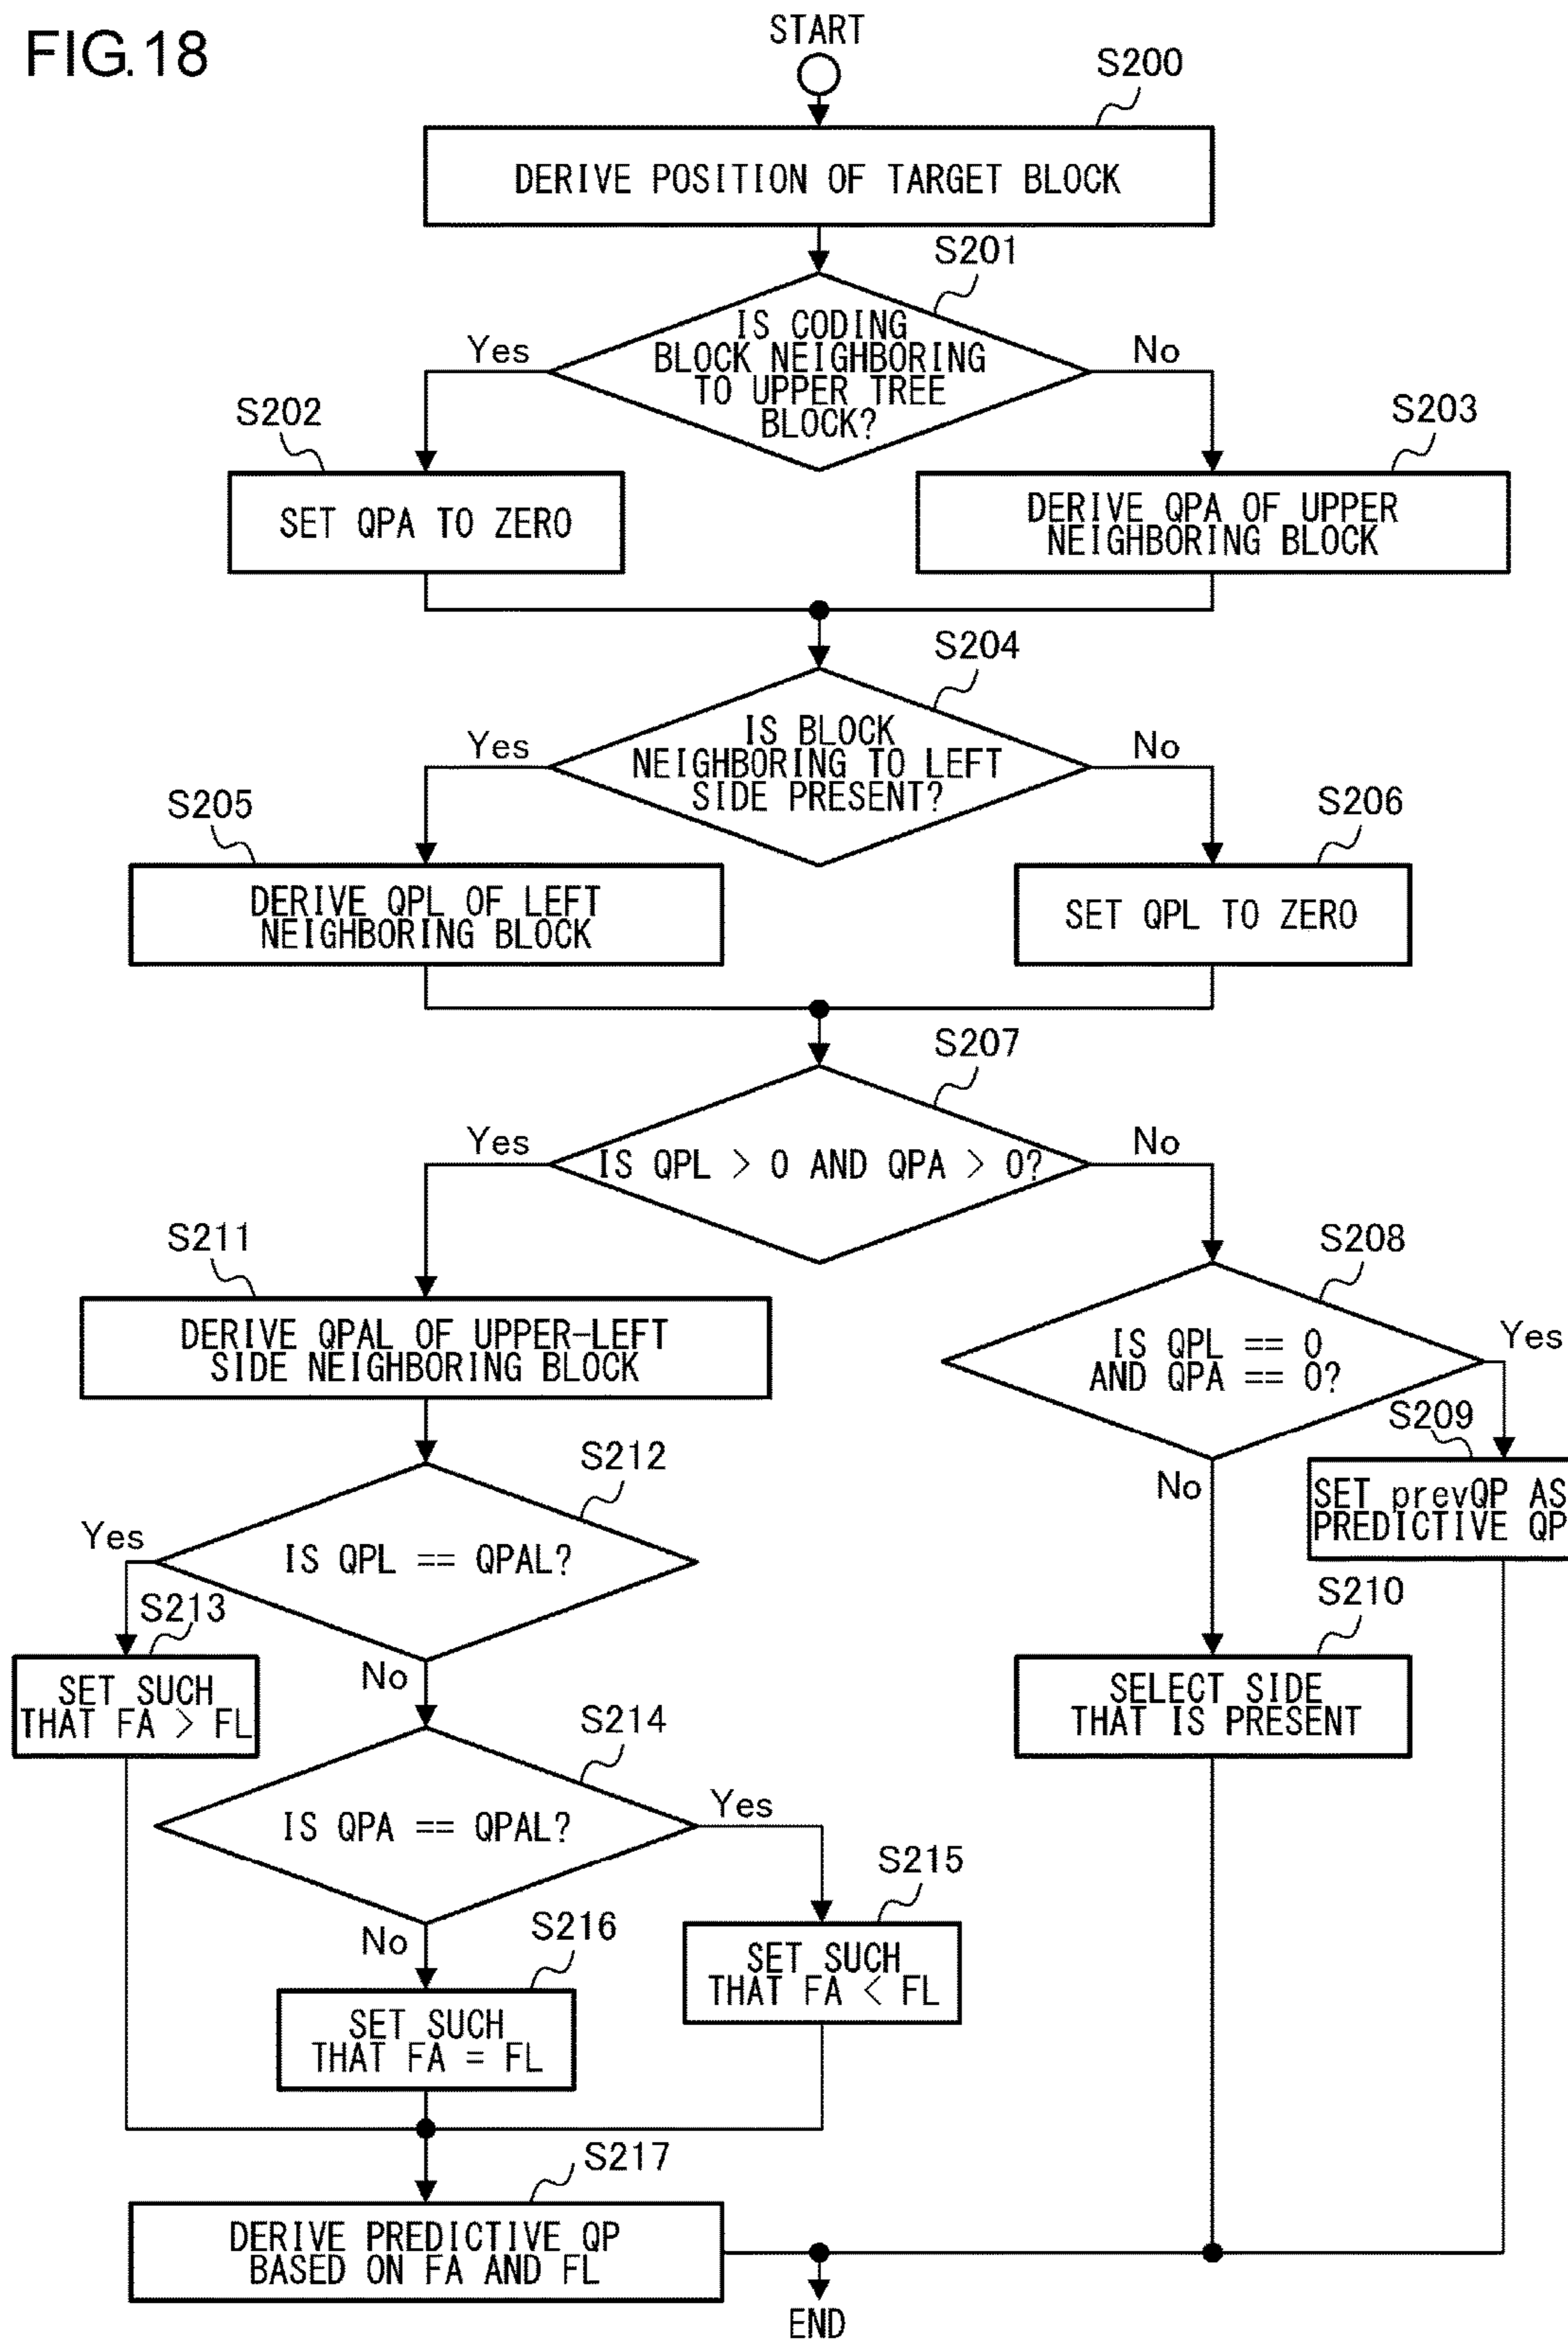 FIG.18
START
S200
DERIVE POSITION OF TARGET BLOCK
S201
IS CODING
BLOCK NEIGHBORING
TO UPPER TREE
BLOCK?
Yes
No
S202
SET QPA TO ZERO
S203
DERIVE QPA OF UPPER
NEIGHBORING BLOCK
S204
IS BLOCK
NEIGHBORING TO LEFT
SIDE PRESENT?
Yes
No
S205
DERIVE QPL OF LEFT
NEIGHBORING BLOCK
S206
SET QPL TO ZERO
S207
IS QPL > 0 AND QPA > 0?
Yes
No
S211
DERIVE QPAL OF UPPER-LEFT
SIDE NEIGHBORING BLOCK
S208
IS QPL == 0
AND QPA == 0?
Yes
No
S209
SET prevQP AS
PREDICTIVE QP
S210
SELECT SIDE
THAT IS PRESENT
S212
IS QPL == QPAL?
Yes
No
S213
SET SUCH
THAT FA > FL
S214
IS QPA == QPAL?
Yes
No
S215
SET SUCH
THAT FA < FL
S216
SET SUCH
THAT FA = FL
S217
DERIVE PREDICTIVE QP
BASED ON FA AND FL
END